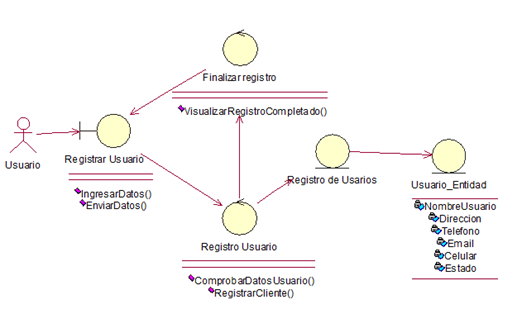 Finalizar registro
VisualizarRegistroCompletado()
Usuario
Registrar Usuario
IngresarDatos()
EnviarDatos()
Registro de Usarios
Usuario_Entidad
NombreUsuario
Direccion
Telefono
Email
Celular
Estado
Registro Usuario
ComprobarDatosUsuario()
RegistrarCliente()